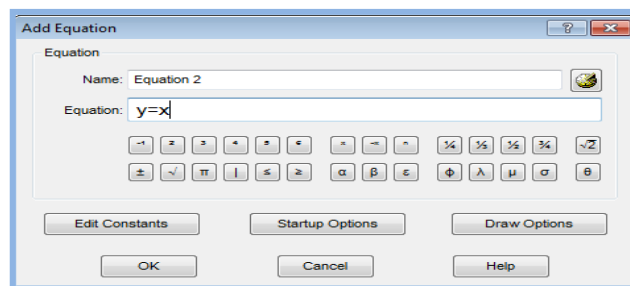 Add Equation
Equation
Name: Equation 2
Equation: y=x
⁻¹ ² ³ ⁴ ⁵ ⁶ ˣ ⁻ˣ ⁿ ¼ ⅓ ½ ¾ √2
± √ π | ≤ ≥ α β ε ϕ λ μ σ θ
Edit Constants Startup Options Draw Options
OK Cancel Help